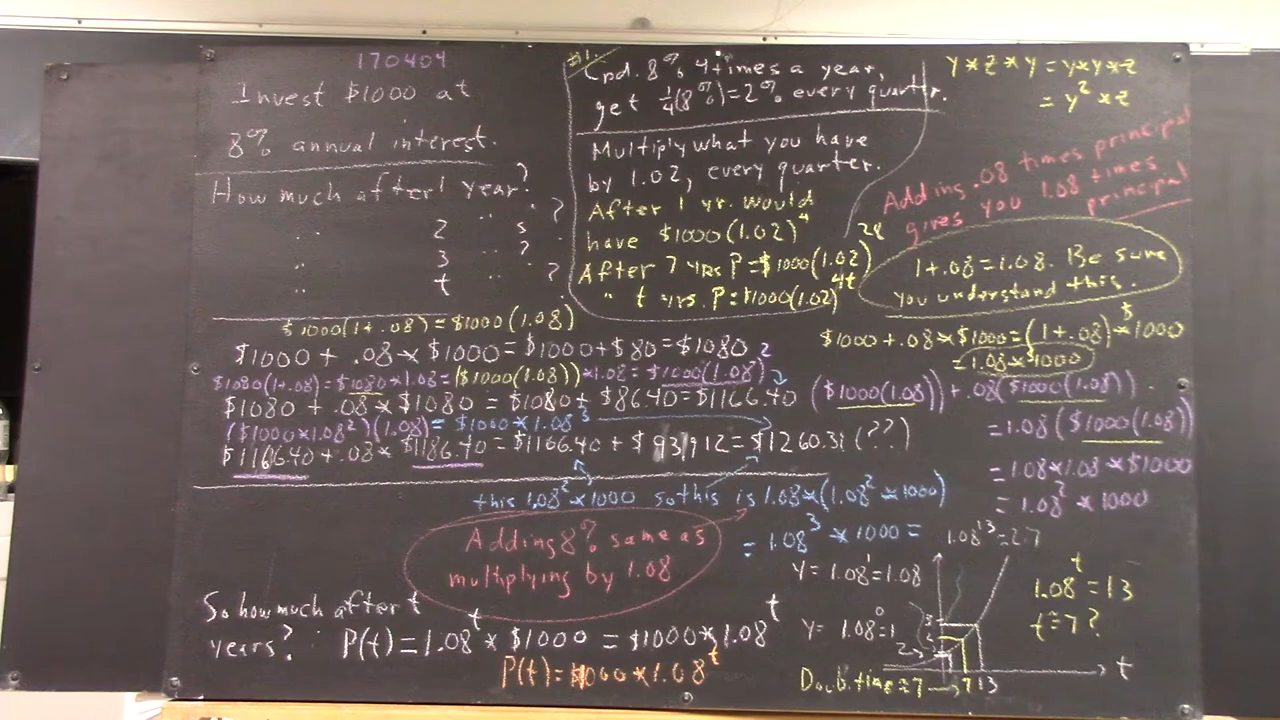 170404
Invest $1000 at
8% annual interest.
How much after 1 year?
" 2 " s ?
" 3 " ?
" t " ?
#1
Cpd. 8% 4 times a year,
get 1/4(8%) = 2% every quarter.
Multiply what you have
by 1.02, every quarter.
After 1 yr. would
have $1000(1.02)^4
After 7 yrs P = $1000(1.02)^28
" t yrs. P = $1000(1.02)^4t
y * z * y = y * y * z
= y^2 * z
Adding .08 times principal
gives you 1.08 times
principal
1 + .08 = 1.08. Be sure
you understand this.
$1000 + .08 * $1000 = (1 + .08) * $1000
= 1.08 * $1000
$1000(1 + .08) = $1000(1.08)
$1000 + .08 * $1000 = $1000 + $80 = $1080
$1080(1+.08) = $1080 * 1.08 = ($1000(1.08)) * 1.08 = $1000(1.08)^2
$1080 + .08 * $1080 = $1080 + $86.40 = $1166.40
($1000 * 1.08^2)(1.08) = $1000 * 1.08^3
$1166.40 + .08 * $1186.40 = $1166.40 + $93.912 = $1260.31 (??)
($1000(1.08)) + .08($1000(1.08))
= 1.08($1000(1.08))
= 1.08 * 1.08 * $1000
= 1.08^2 * 1000
this 1.08^2 * 1000 so this is 1.08 * (1.08^2 * 1000)
= 1.08^3 * 1000 =
Adding 8% same as
multiplying by 1.08
So how much after t
years? : P(t) = 1.08^t * $1000 = $1000 * 1.08^t
P(t) = $1000 * 1.08^t
1.08^13 = 2.7
y = 1.08^1 = 1.08
y = 1.08^0 = 1
2
t
Doub. time = 7 → 7 13
1.08^t = 13
t = 7?